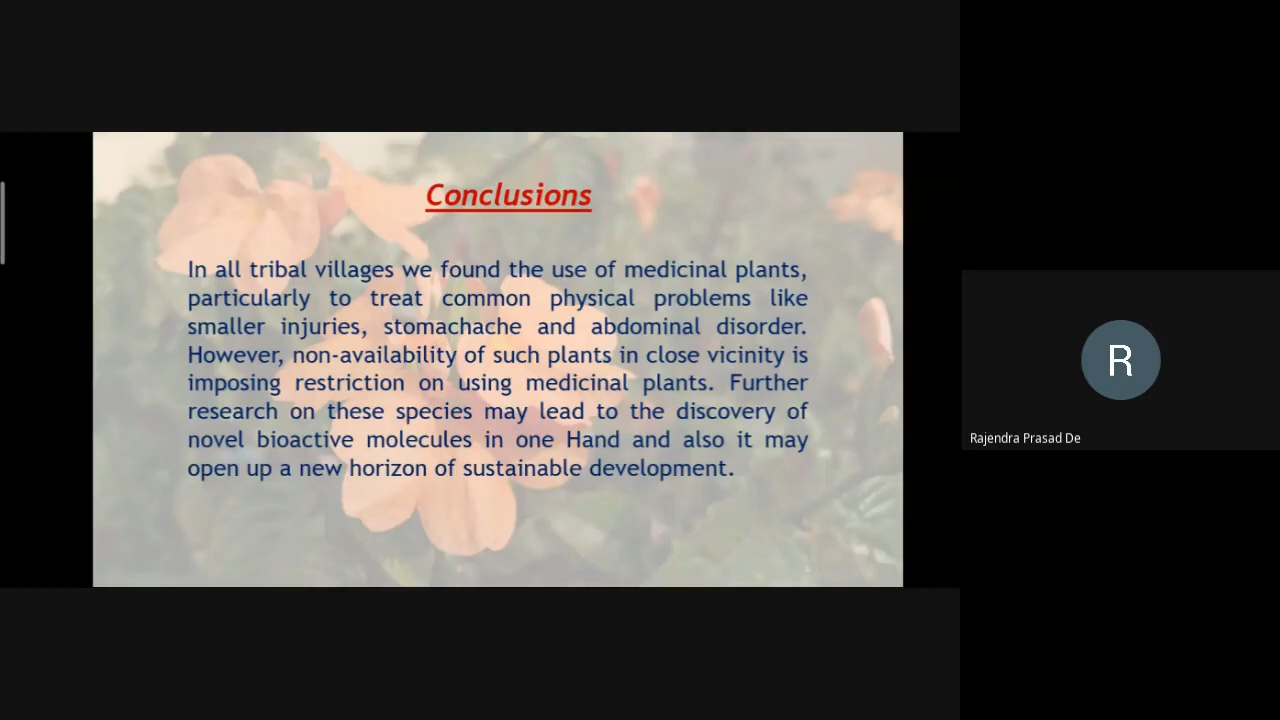 Conclusions
In all tribal villages we found the use of medicinal plants,
particularly to treat common physical problems like
smaller injuries, stomachache and abdominal disorder.
However, non-availability of such plants in close vicinity is
imposing restriction on using medicinal plants. Further
research on these species may lead to the discovery of
novel bioactive molecules in one Hand and also it may
open up a new horizon of sustainable development.
R
Rajendra Prasad De